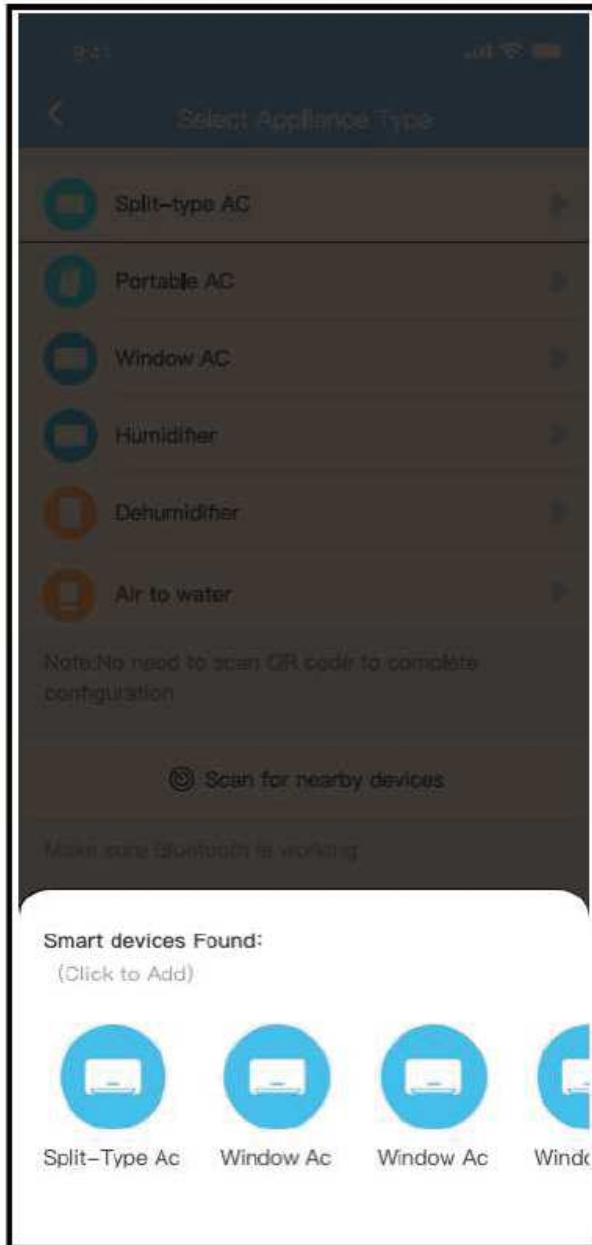 9:41
Select Appliance Type
Split-type AC
Portable AC
Window AC
Humidifier
Dehumidifier
Air to water
Note:No need to scan QR code to complete
configuration
Scan for nearby devices
Make sure Bluetooth is working
Smart devices Found:
(Click to Add)
Split-Type Ac Window Ac Window Ac